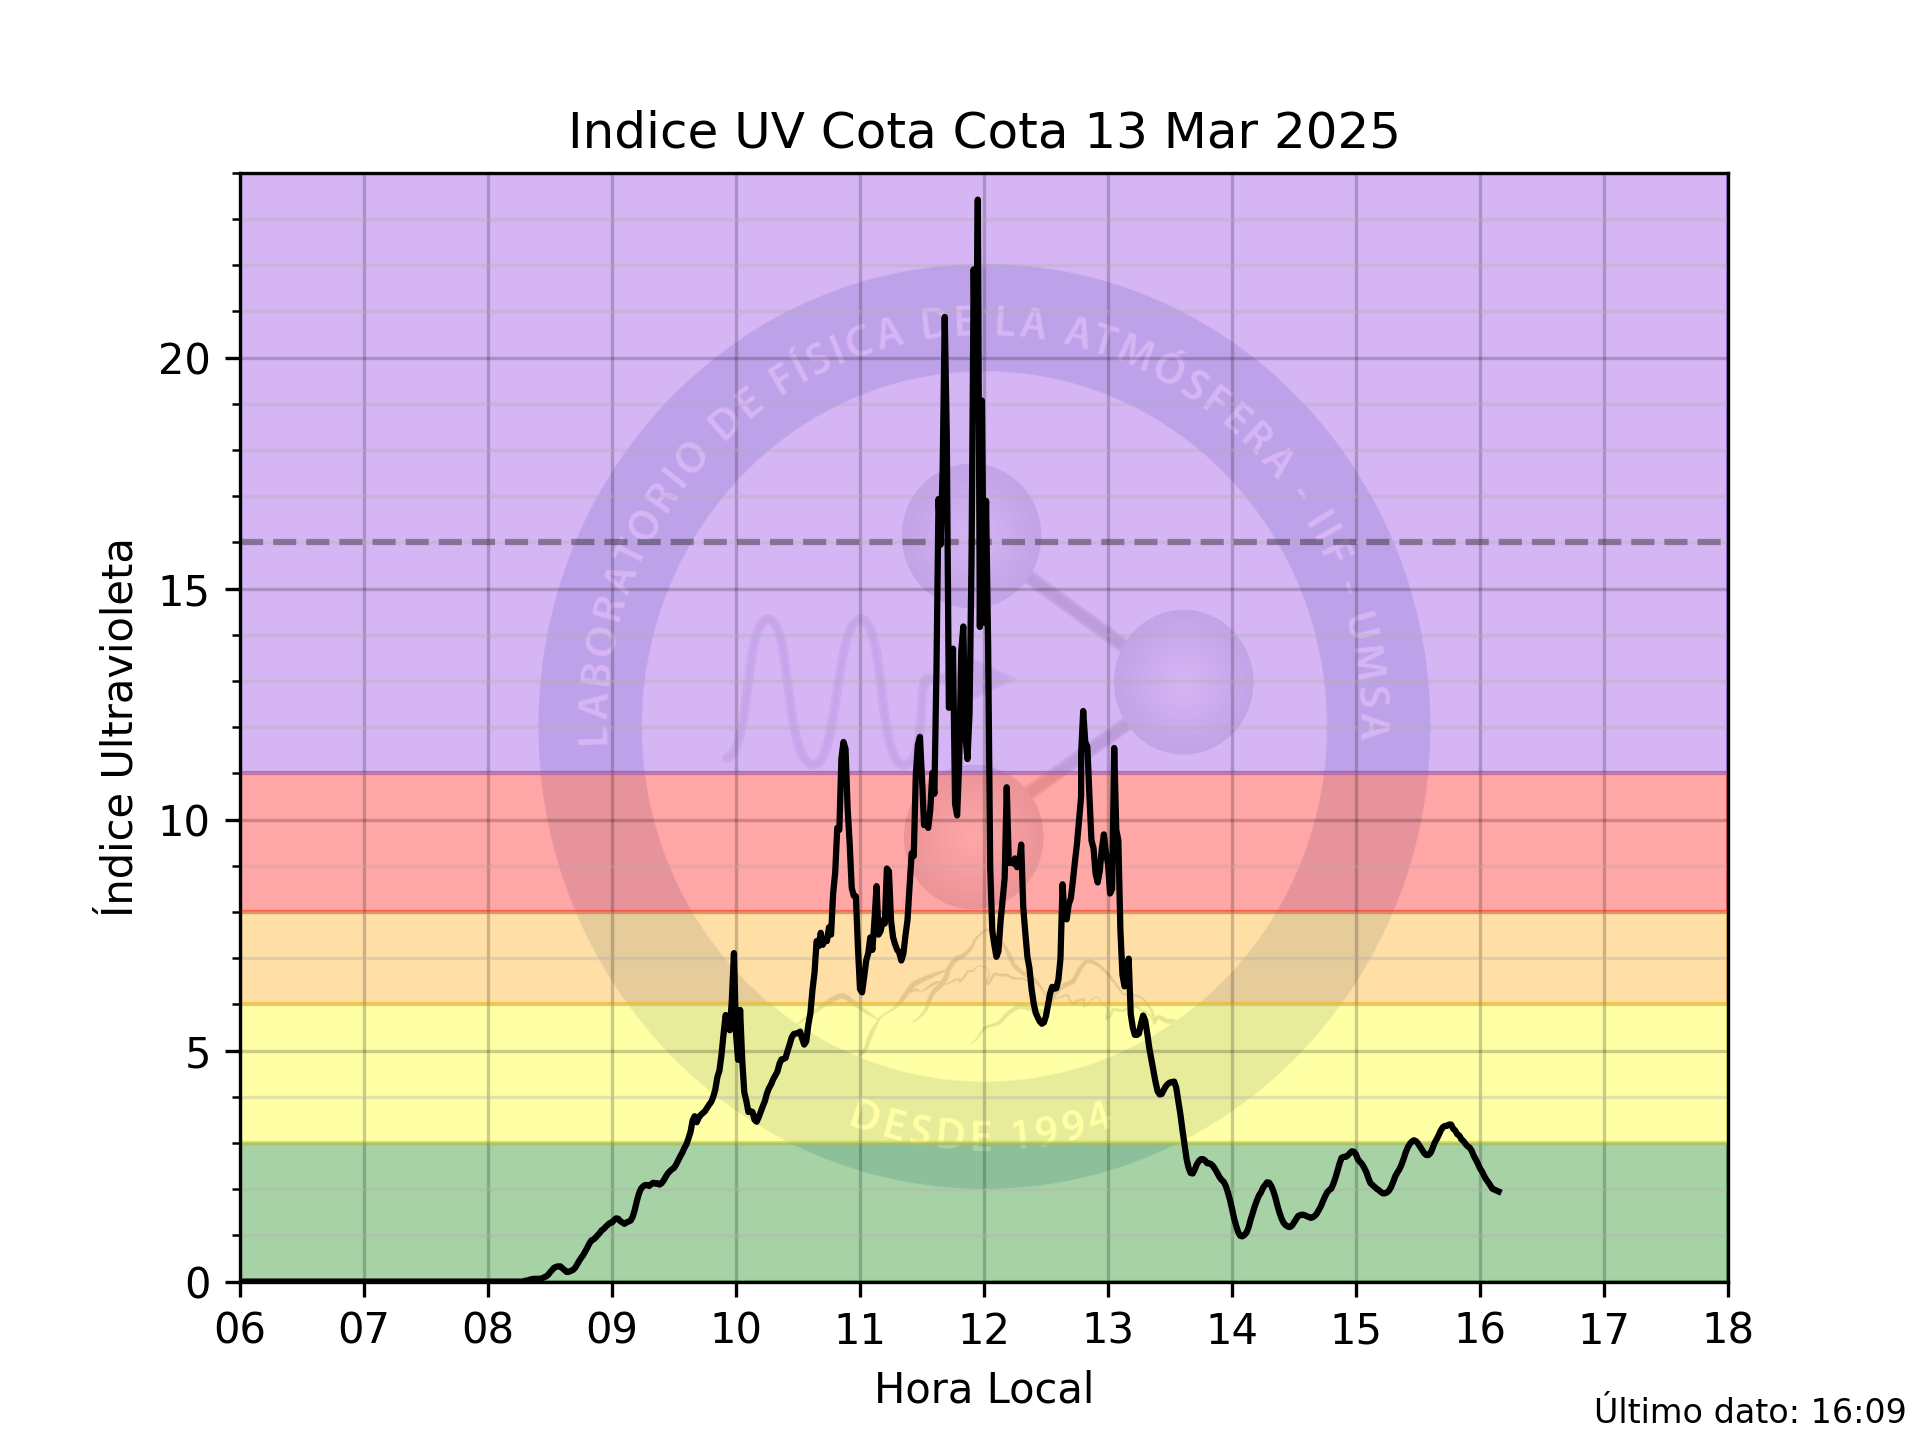 Indice UV Cota Cota 13 Mar 2025
LABORATORIO DE FÍSICA DE LA ATMÓSFERA - IIF - UMSA
DESDE 1994
Índice Ultravioleta
20
15
10
5
0
06 07 08 09 10 11 12 13 14 15 16 17 18
Hora Local
Último dato: 16:09